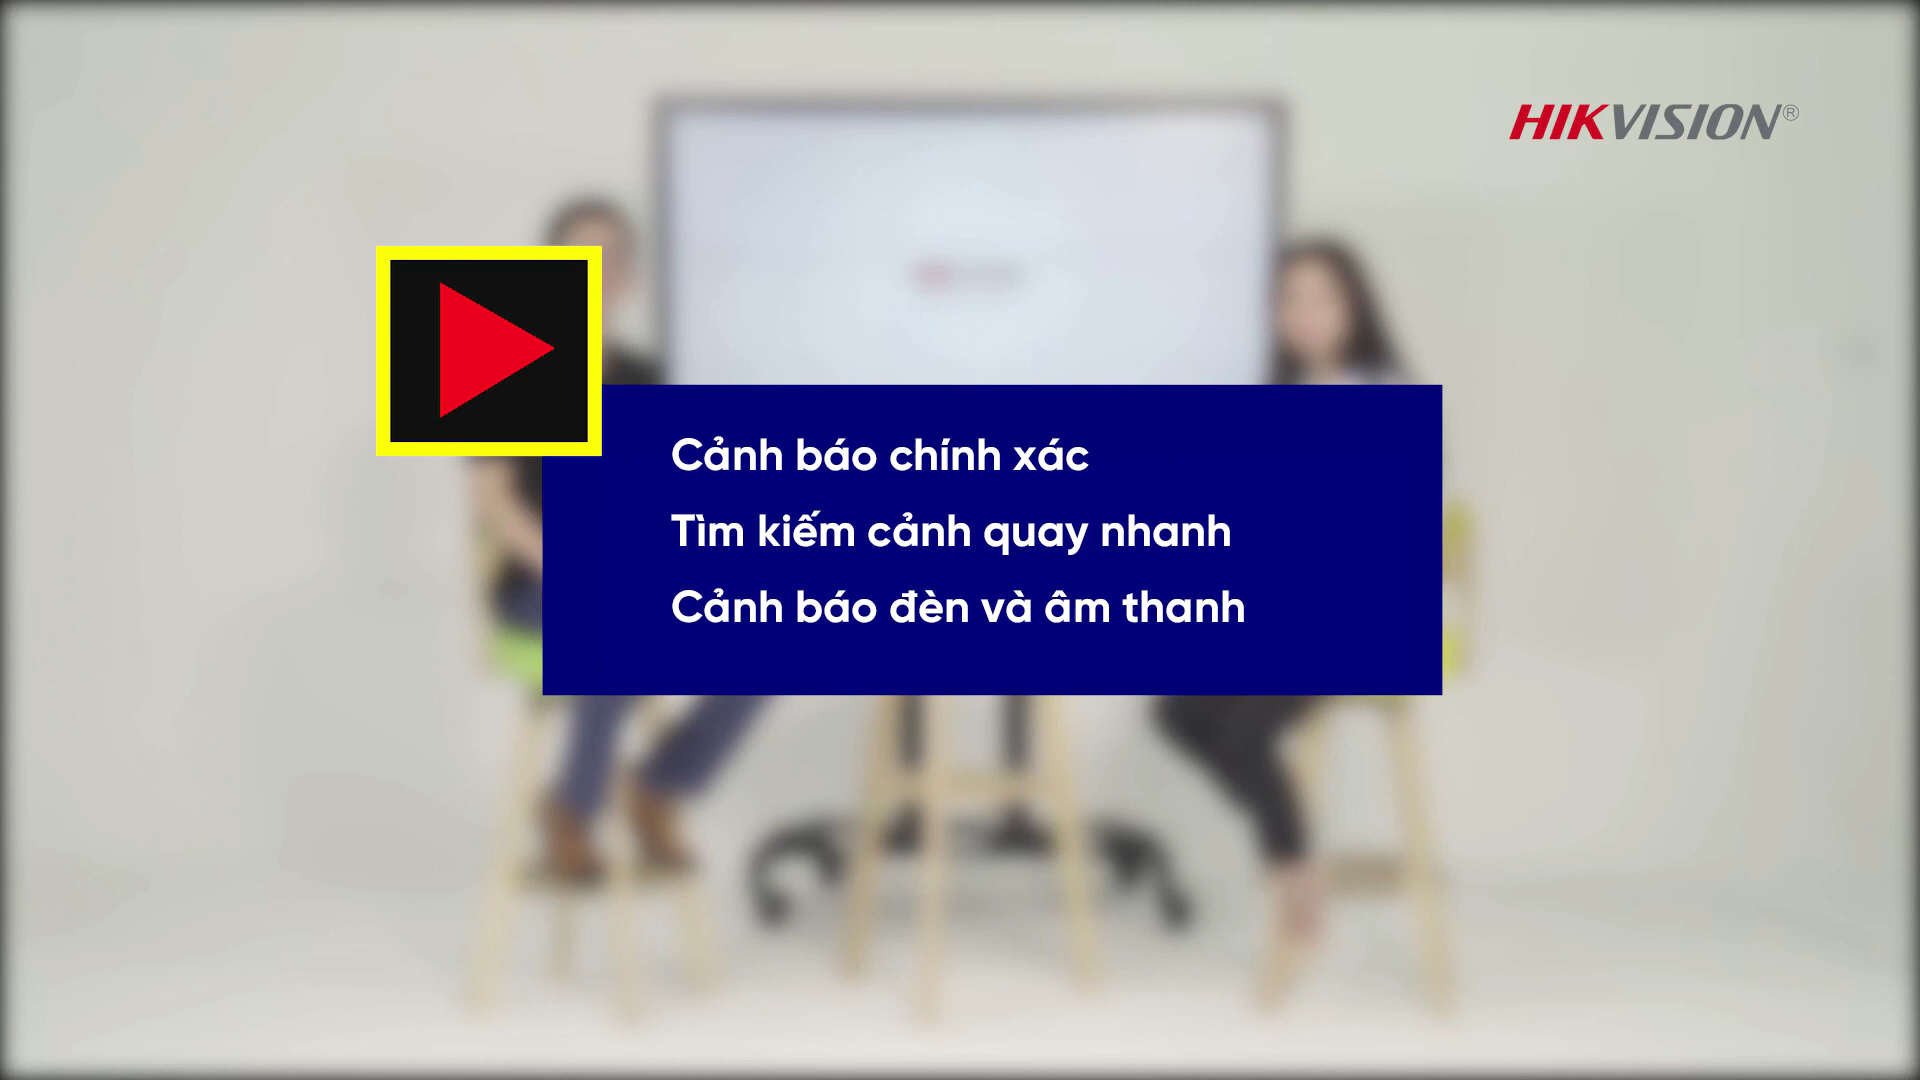 HIKVISION®
Cảnh báo chính xác
Tìm kiếm cảnh quay nhanh
Cảnh báo đèn và âm thanh